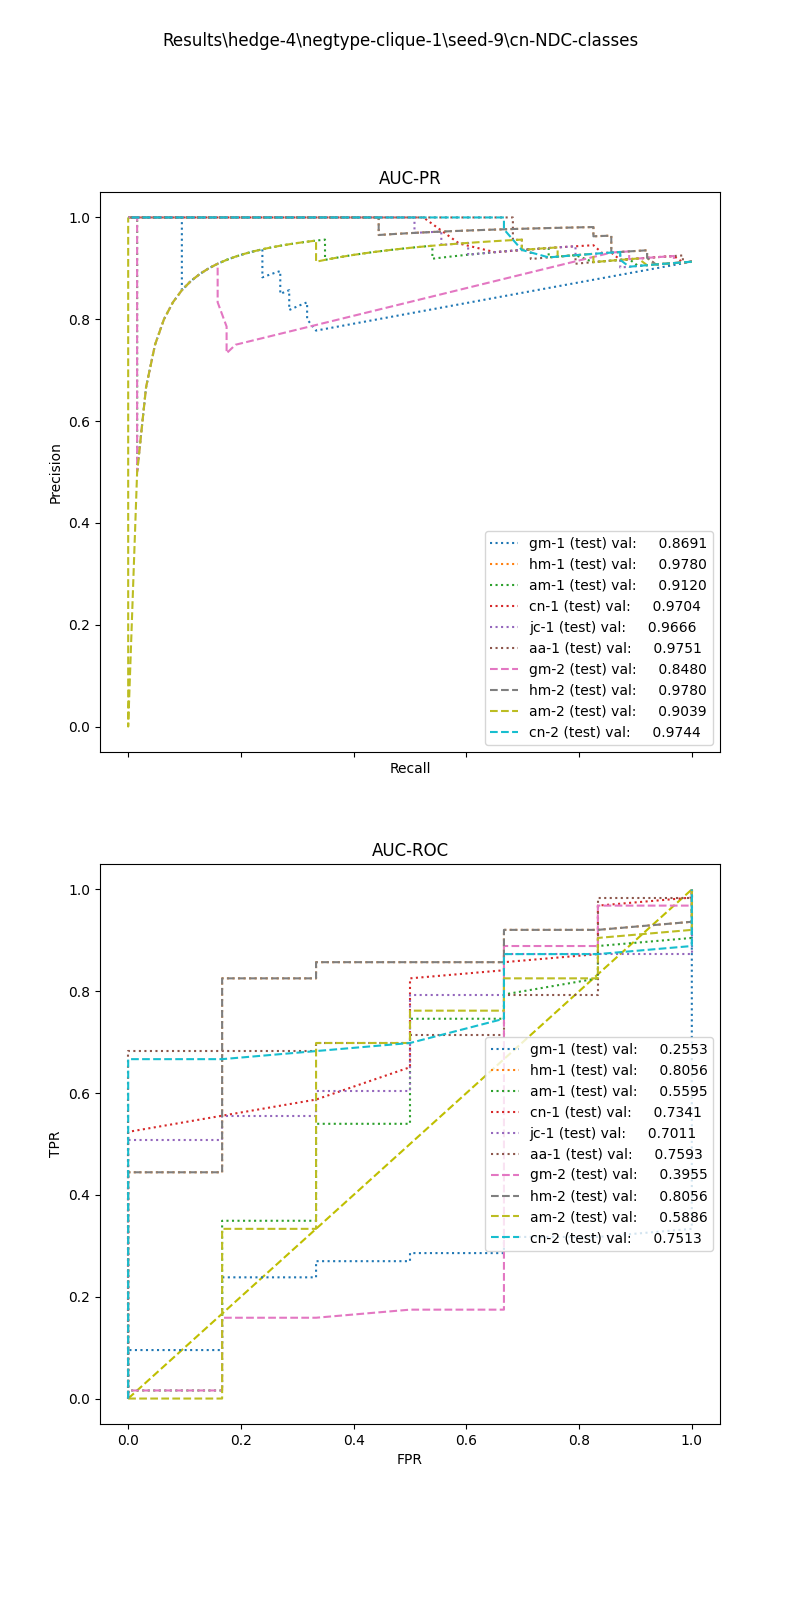 Results\hedge-4\negtype-clique-1\seed-9\cn-NDC-classes
AUC-PR
1.0
0.8
0.6
0.4
0.2
0.0
Precision
gm-1 (test) val: 0.8691
hm-1 (test) val: 0.9780
am-1 (test) val: 0.9120
cn-1 (test) val: 0.9704
jc-1 (test) val: 0.9666
aa-1 (test) val: 0.9751
gm-2 (test) val: 0.8480
hm-2 (test) val: 0.9780
am-2 (test) val: 0.9039
cn-2 (test) val: 0.9744
Recall
AUC-ROC
1.0
0.8
0.6
0.4
0.2
0.0
TPR
gm-1 (test) val: 0.2553
hm-1 (test) val: 0.8056
am-1 (test) val: 0.5595
cn-1 (test) val: 0.7341
jc-1 (test) val: 0.7011
aa-1 (test) val: 0.7593
gm-2 (test) val: 0.3955
hm-2 (test) val: 0.8056
am-2 (test) val: 0.5886
cn-2 (test) val: 0.7513
0.0 0.2 0.4 0.6 0.8 1.0
FPR